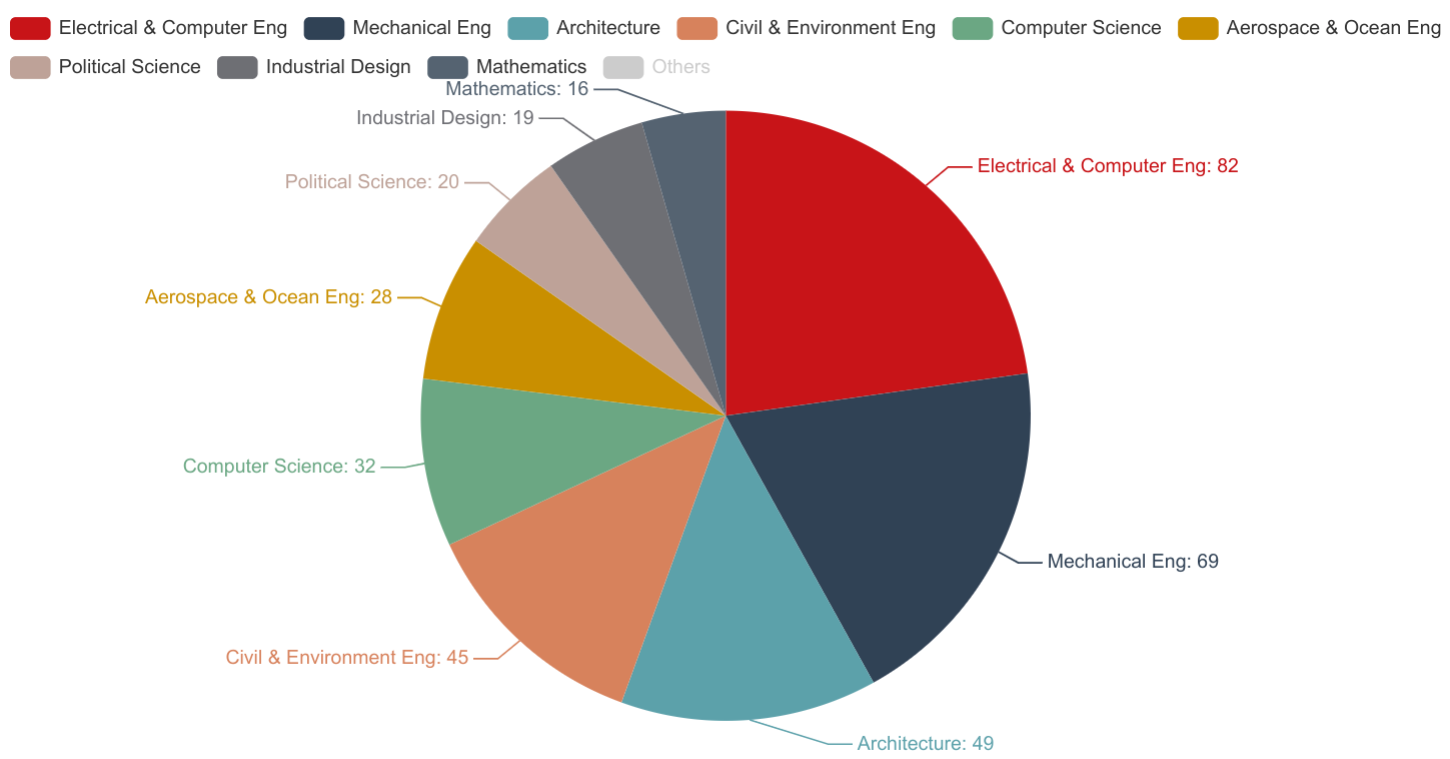 Electrical & Computer Eng Mechanical Eng Architecture Civil & Environment Eng Computer Science Aerospace & Ocean Eng
Political Science Industrial Design Mathematics Others
Mathematics: 16
Industrial Design: 19
Electrical & Computer Eng: 82
Political Science: 20
Aerospace & Ocean Eng: 28
Computer Science: 32
Mechanical Eng: 69
Civil & Environment Eng: 45
Architecture: 49